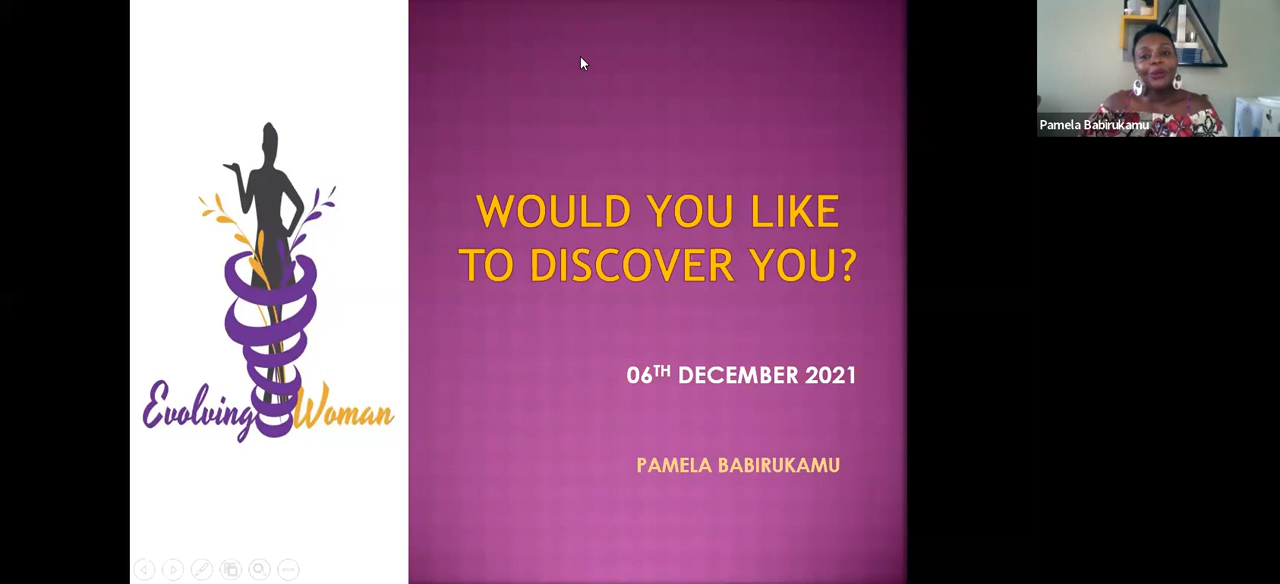 WOULD YOU LIKE
TO DISCOVER YOU?
06TH DECEMBER 2021
PAMELA BABIRUKAMU
Evolving Woman
Pamela Babirukamu